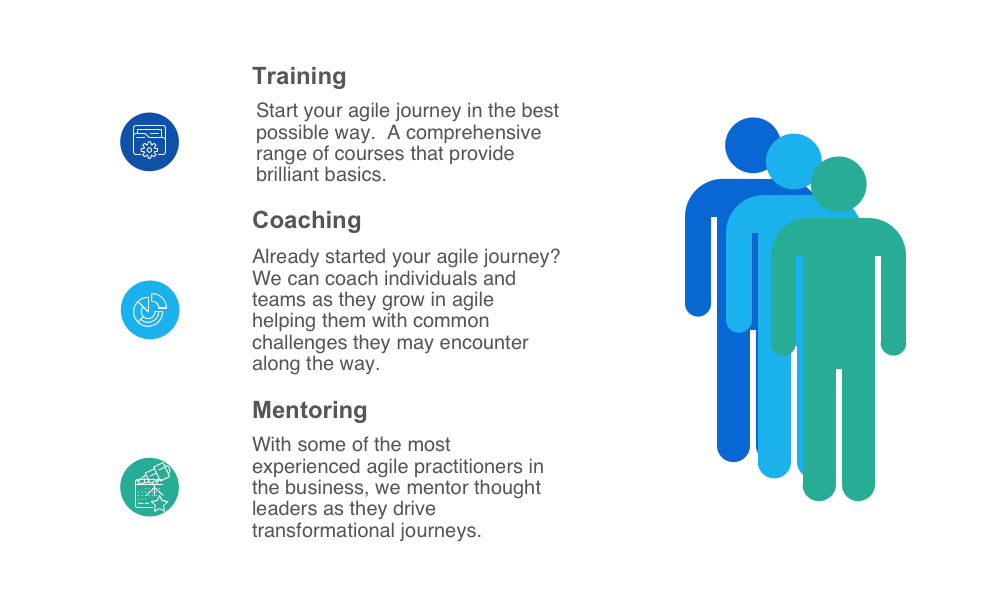 Training
Start your agile journey in the best
possible way.  A comprehensive
range of courses that provide
brilliant basics.
Coaching
Already started your agile journey?
We can coach individuals and
teams as they grow in agile
helping them with common
challenges they may encounter
along the way.
Mentoring
With some of the most
experienced agile practitioners in
the business, we mentor thought
leaders as they drive
transformational journeys.